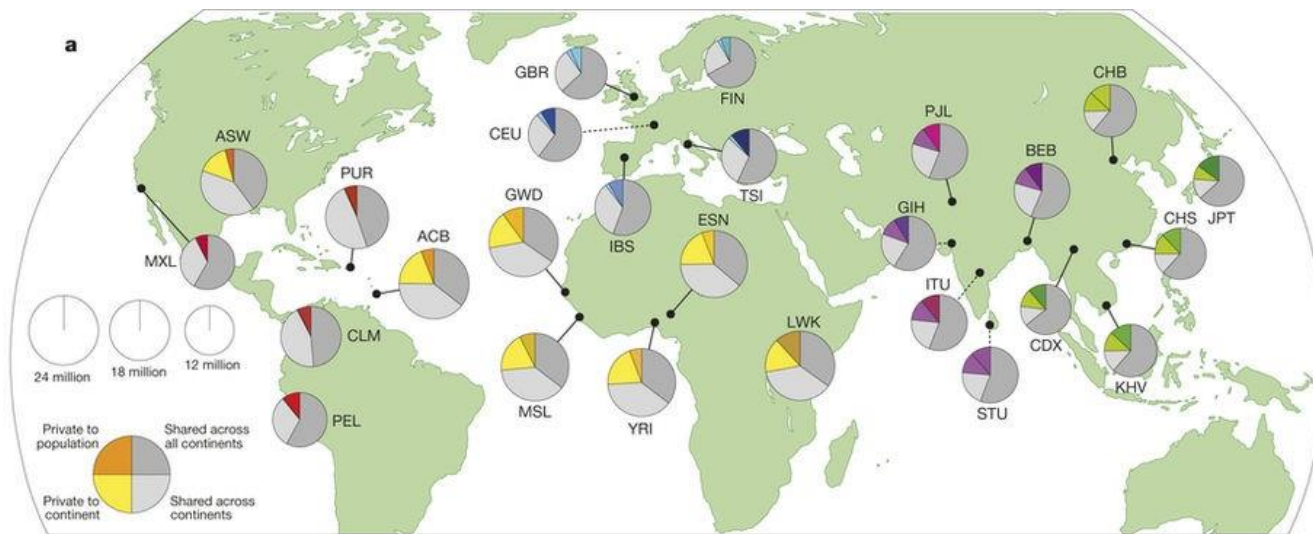 a
GBR
FIN
CHB
CEU
PJL
ASW
BEB
PUR
TSI
JPT
GWD
ESN
GIH
CHS
IBS
MXL
ACB
ITU
LWK
CDX
CLM
24 million
18 million
12 million
KHV
MSL
STU
YRI
PEL
Private to
population
Shared across
all continents
Private to
continent
Shared across
continents